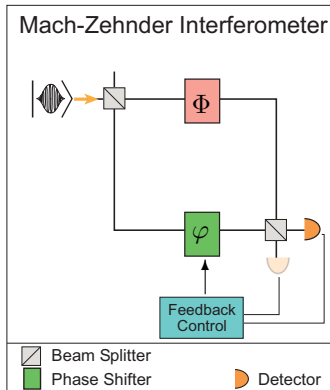 Mach-Zehnder Interferometer
Φ
φ
Feedback
Control
Beam Splitter
Phase Shifter
Detector